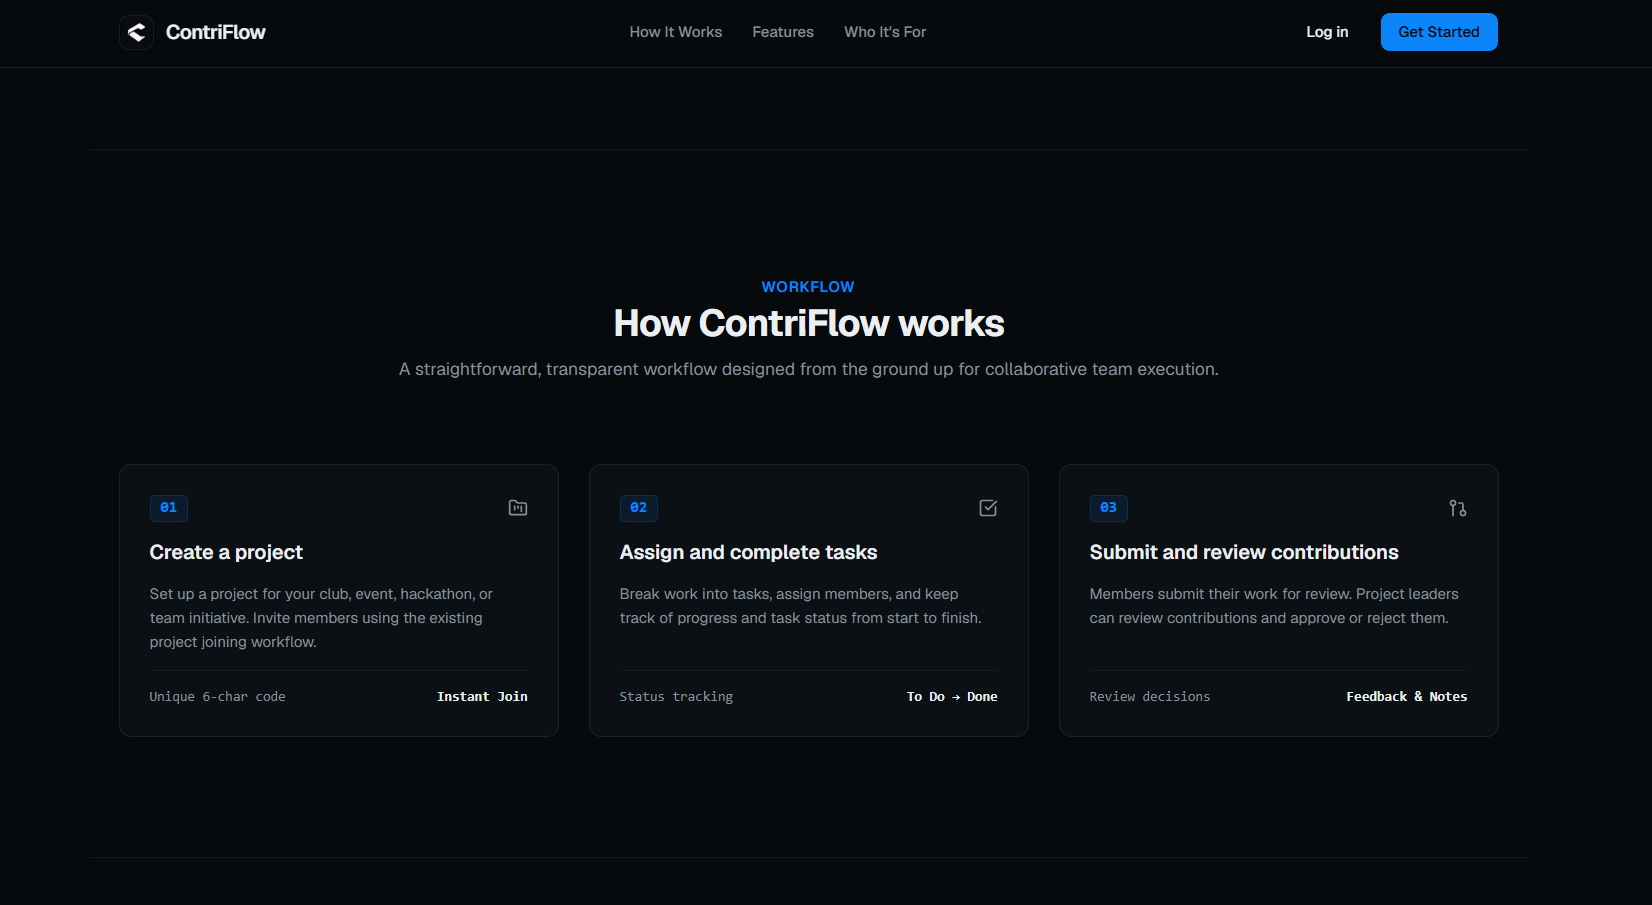 ContriFlow
How It Works
Features
Who It's For
Log in
Get Started
WORKFLOW
How ContriFlow works
A straightforward, transparent workflow designed from the ground up for collaborative team execution.
01
Create a project
Set up a project for your club, event, hackathon, or
team initiative. Invite members using the existing
project joining workflow.
Unique 6-char code
Instant Join
02
Assign and complete tasks
Break work into tasks, assign members, and keep
track of progress and task status from start to finish.
Status tracking
To Do → Done
03
Submit and review contributions
Members submit their work for review. Project leaders
can review contributions and approve or reject them.
Review decisions
Feedback & Notes